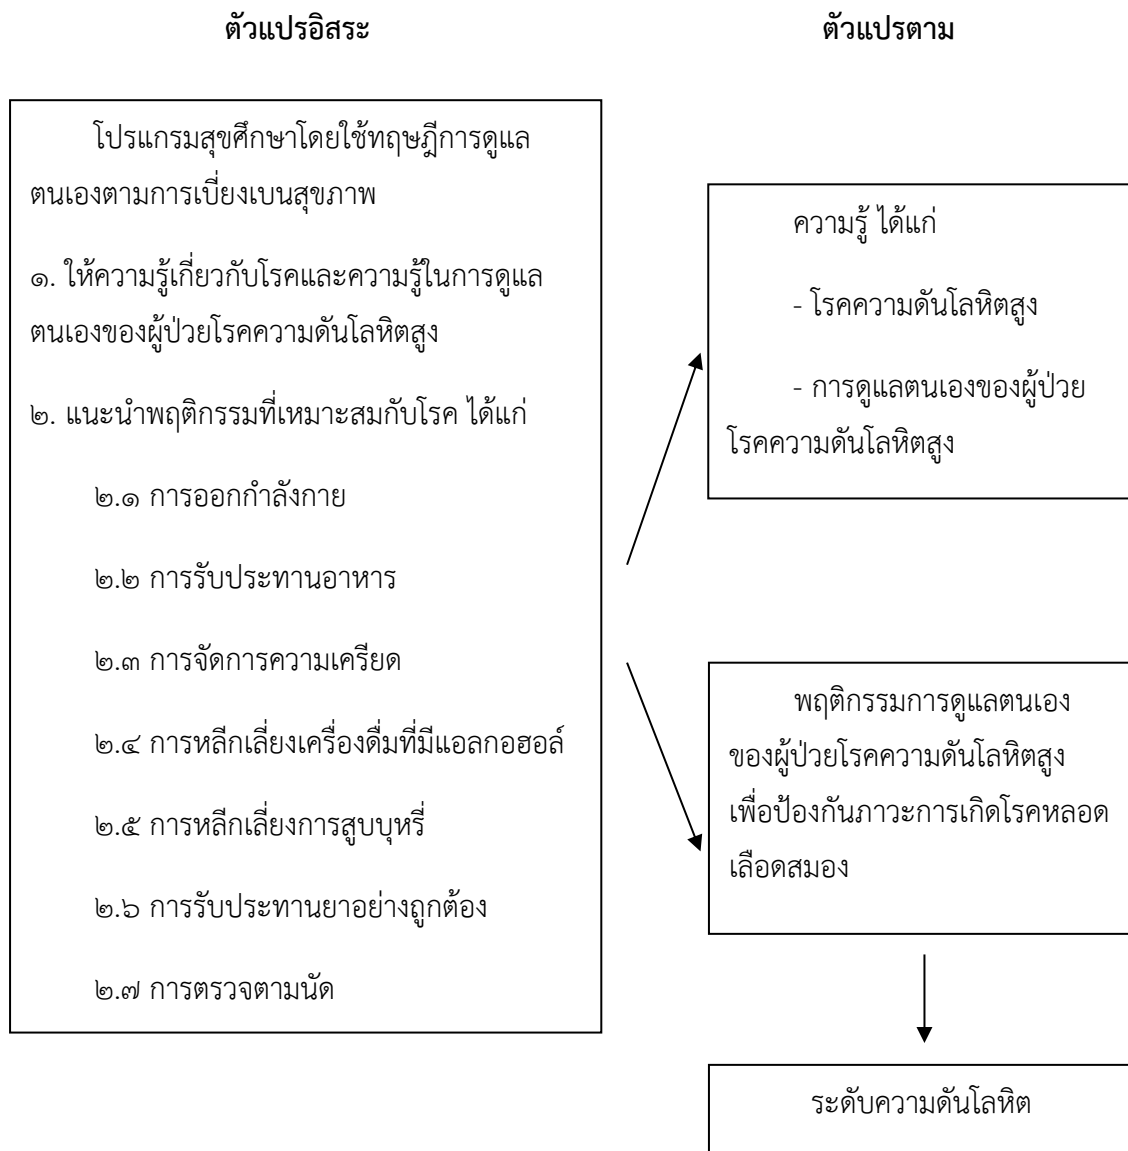 ตัวแปรอิสระ
ตัวแปรตาม
โปรแกรมสุขศึกษาโดยใช้ทฤษฎีการดูแล
ตนเองตามการเบี่ยงเบนสุขภาพ
๑. ให้ความรู้เกี่ยวกับโรคและความรู้ในการดูแล
ตนเองของผู้ป่วยโรคความดันโลหิตสูง
๒. แนะนำพฤติกรรมที่เหมาะสมกับโรค ได้แก่
๒.๑ การออกกำลังกาย
๒.๒ การรับประทานอาหาร
๒.๓ การจัดการความเครียด
๒.๔ การหลีกเลี่ยงเครื่องดื่มที่มีแอลกอฮอล์
๒.๕ การหลีกเลี่ยงการสูบบุหรี่
๒.๖ การรับประทานยาอย่างถูกต้อง
๒.๗ การตรวจตามนัด
ความรู้ ได้แก่
- โรคความดันโลหิตสูง
- การดูแลตนเองของผู้ป่วย
โรคความดันโลหิตสูง
พฤติกรรมการดูแลตนเอง
ของผู้ป่วยโรคความดันโลหิตสูง
เพื่อป้องกันภาวะการเกิดโรคหลอด
เลือดสมอง
ระดับความดันโลหิต